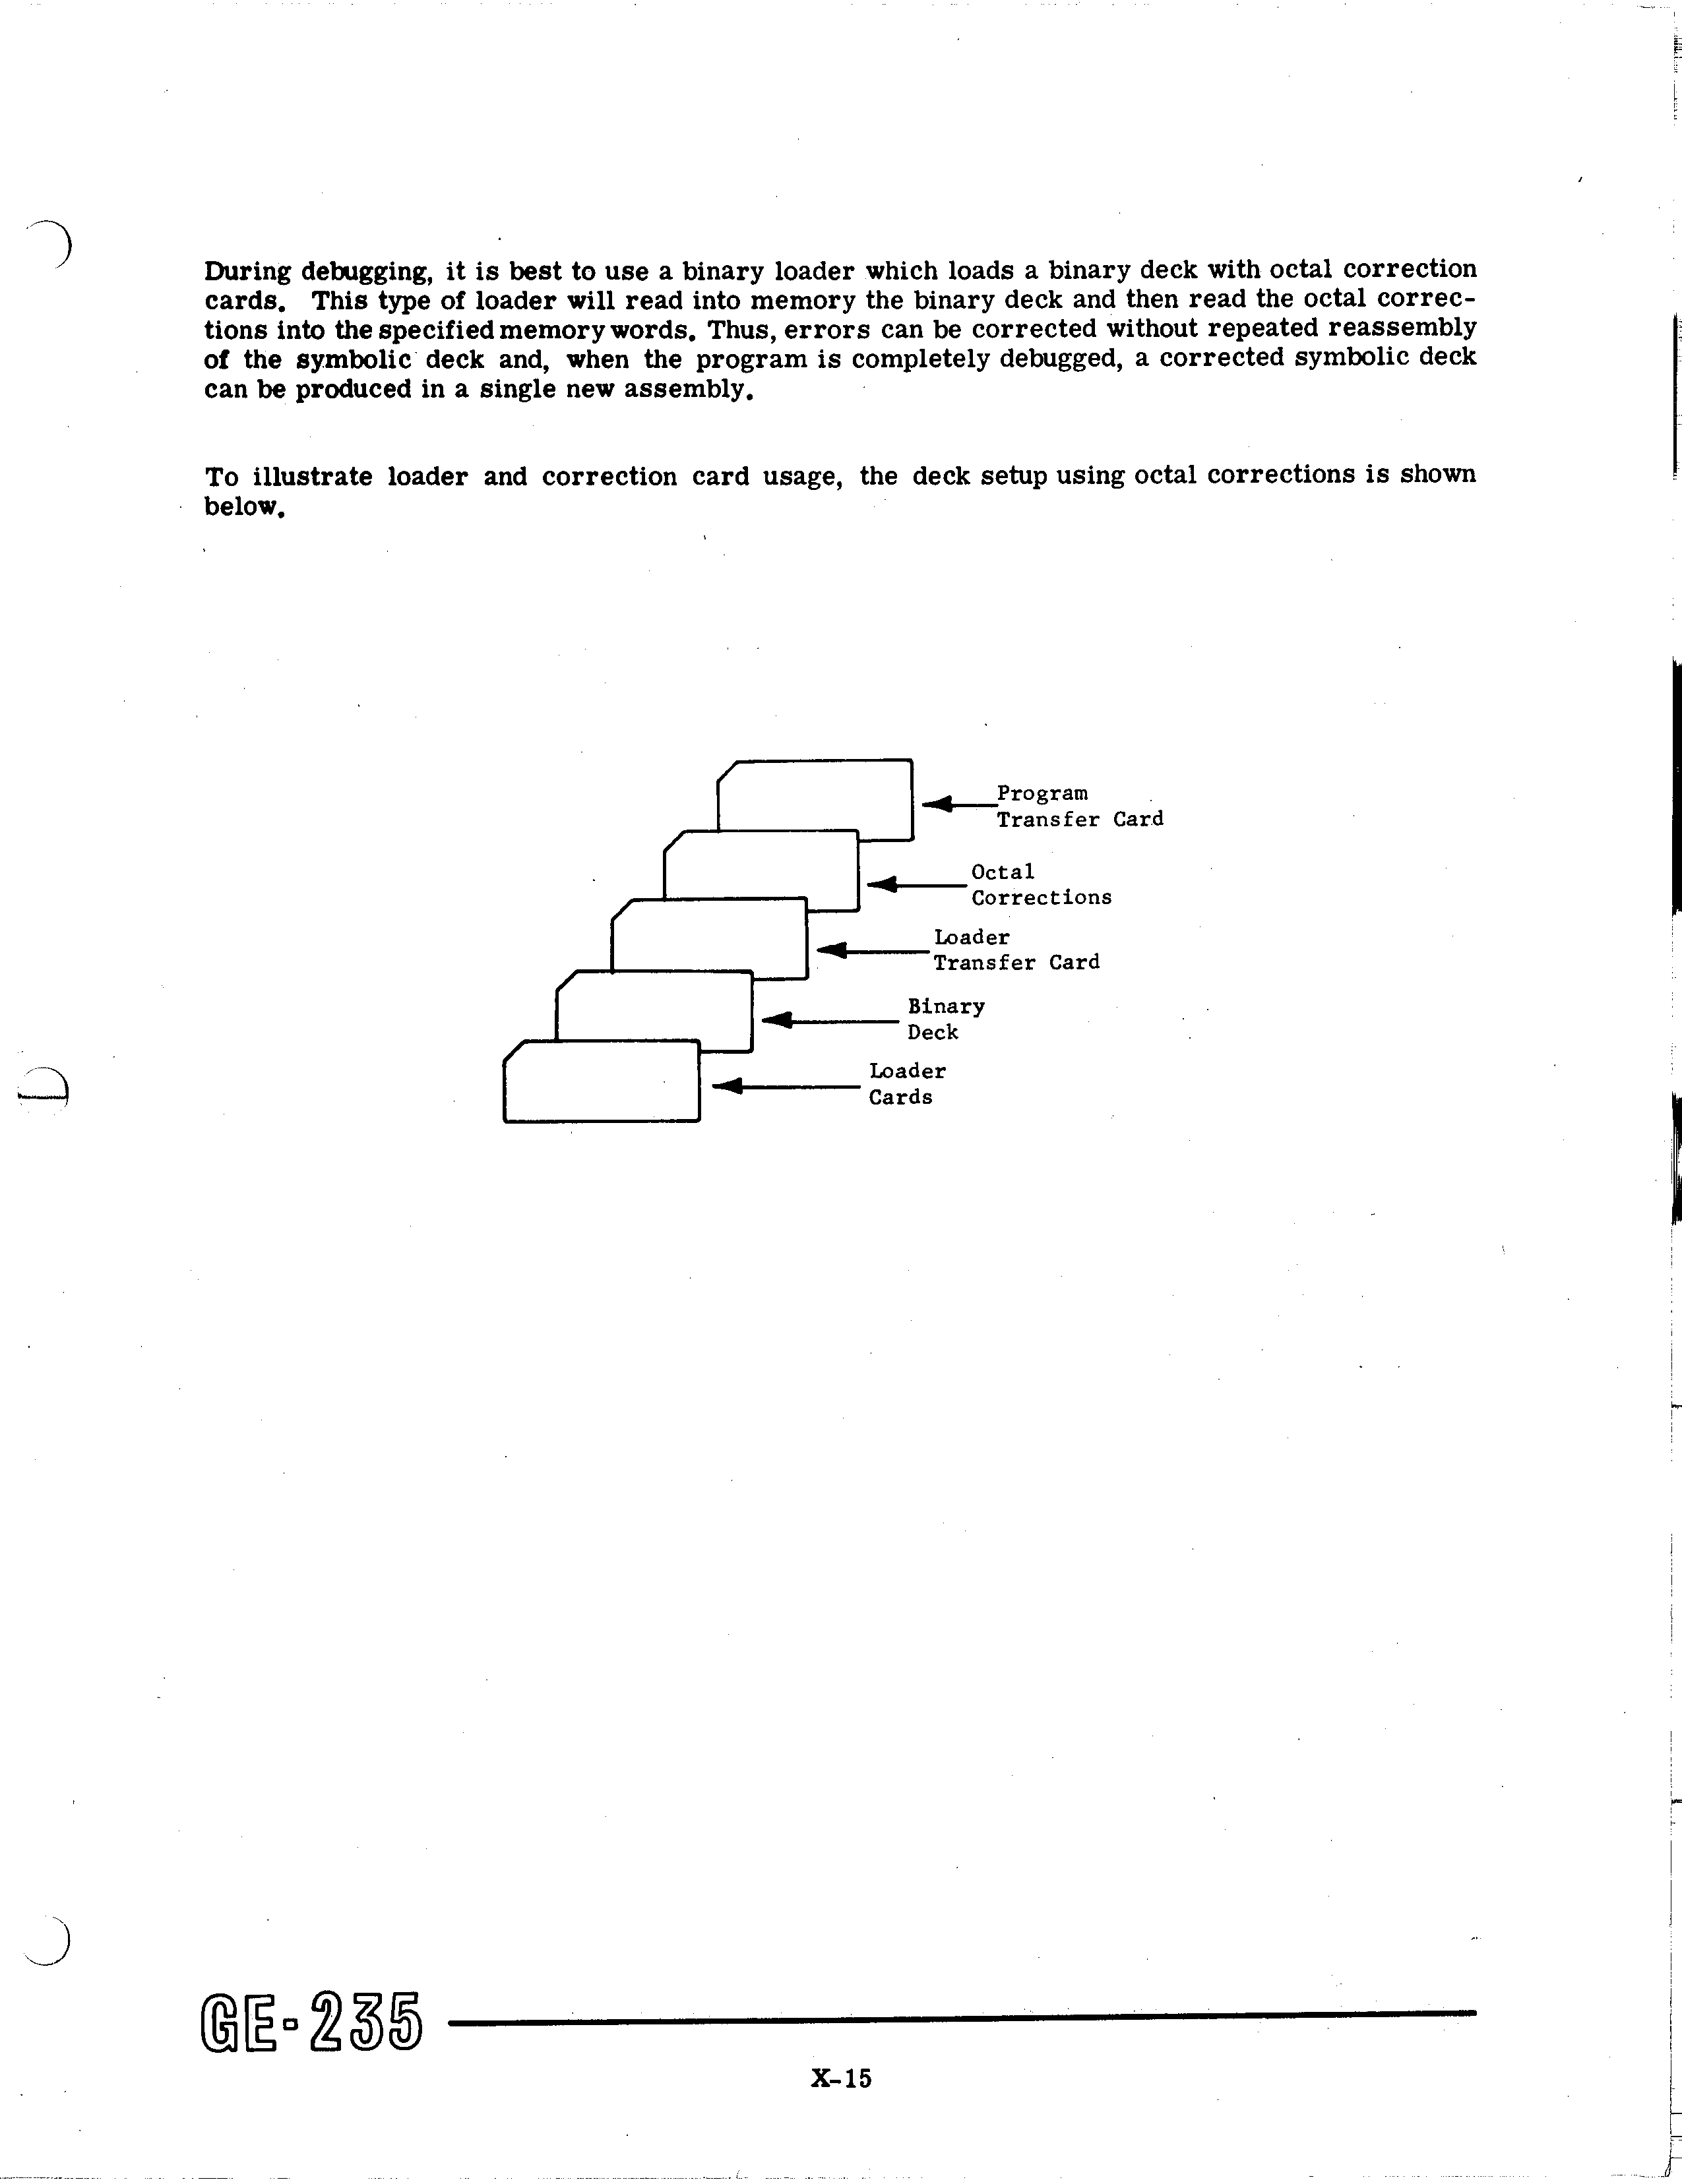 During debugging, it is best to use a binary loader which loads a binary deck with octal correction
cards. This type of loader will read into memory the binary deck and then read the octal correc-
tions into the specified memory words. Thus, errors can be corrected without repeated reassembly
of the symbolic deck and, when the program is completely debugged, a corrected symbolic deck
can be produced in a single new assembly.
To illustrate loader and correction card usage, the deck setup using octal corrections is shown
below.
Program
Transfer Card
Octal
Corrections
Loader
Transfer Card
Binary
Deck
Loader
Cards
GE-235
X-15